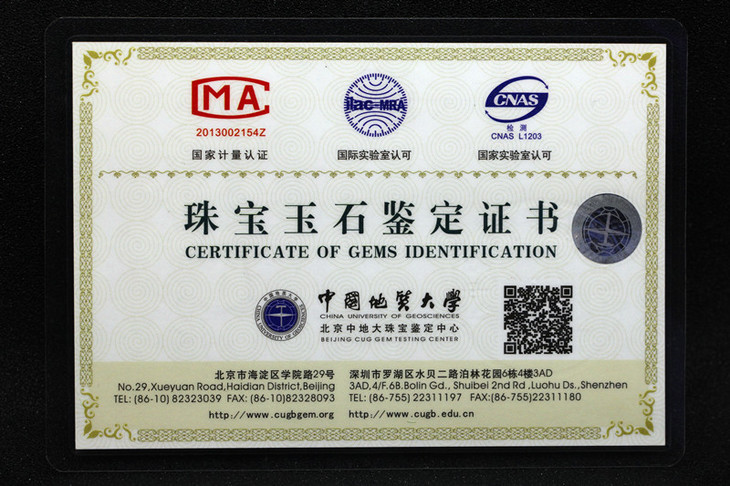 CMA
ilac-MRA
CNAS
2013002154Z
检 测
CNAS L1203
国家计量认证
国际实验室认可
国家实验室认可
珠宝玉石鉴定证书
CERTIFICATE OF GEMS IDENTIFICATION
中国地质大学
CHINA UNIVERSITY OF GEOSCIENCES
北京中地大珠宝鉴定中心
BEIJING CUG GEM TESTING CENTER
北京市海淀区学院路29号
No.29,Xueyuan Road,Haidian District,Beijing
TEL: (86-10) 82323039 FAX: (86-10)82328093
http://www.cugbgem.org
深圳市罗湖区水贝二路泊林花园6栋4楼3AD
3AD,4/F.6B.Bolin Gd., Shuibei 2nd Rd ,Luohu Ds.,Shenzhen
TEL:(86-755) 22311197 FAX:(86-755)22311180
http://www.cugb.edu.cn